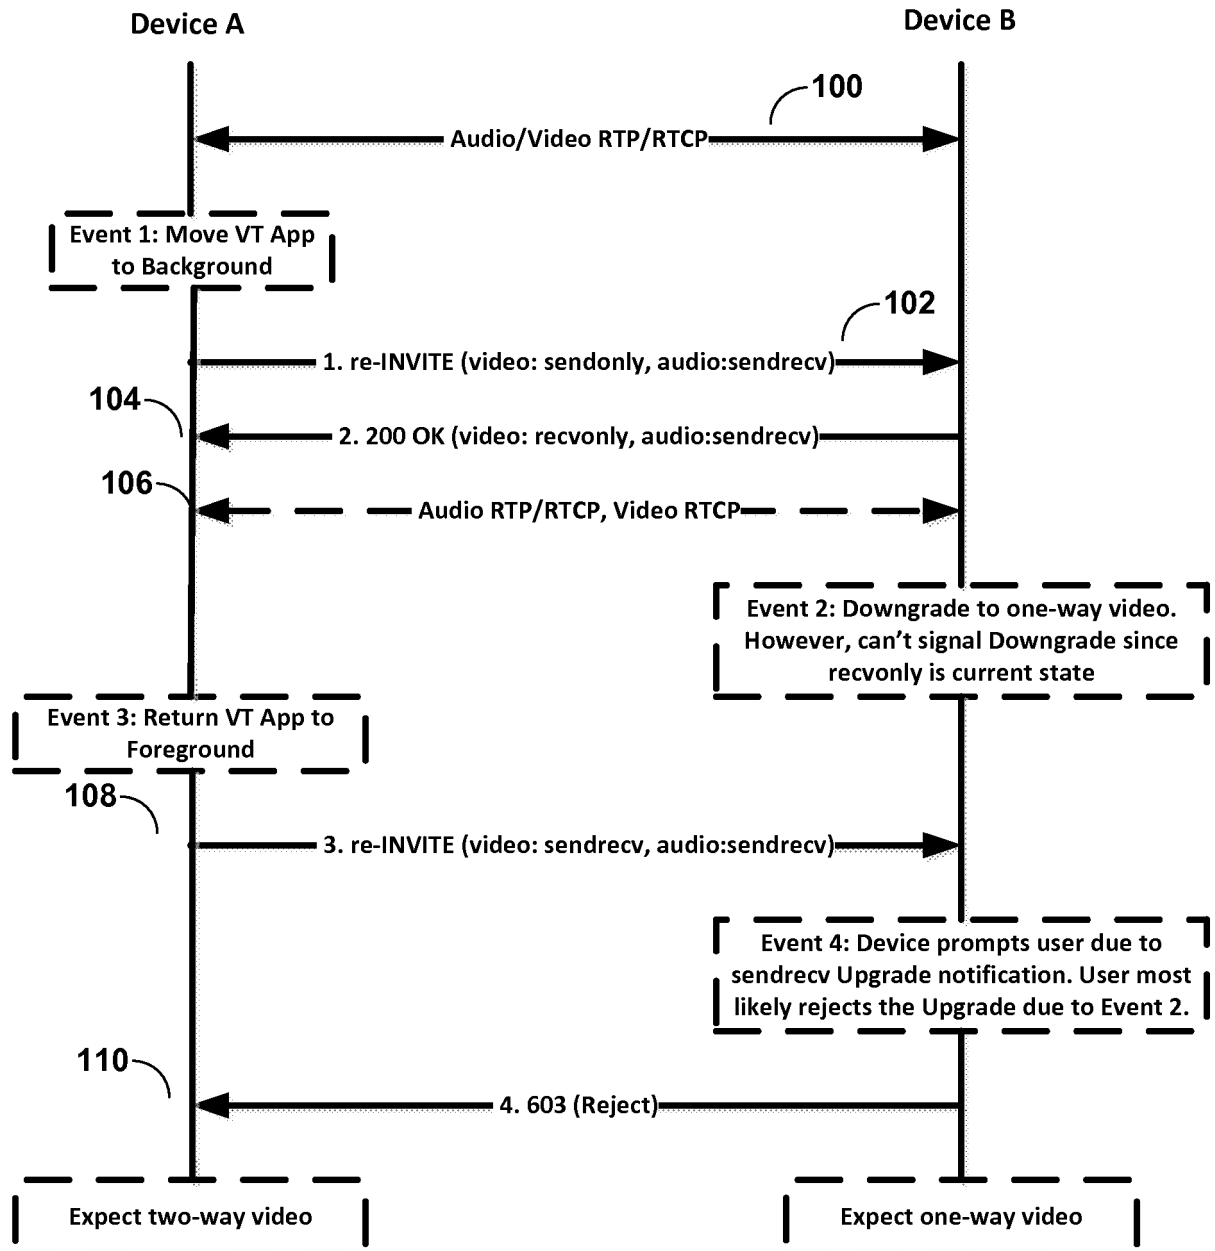 Device A
Device B
100
Audio/Video RTP/RTCP
Event 1: Move VT App
to Background
102
1. re-INVITE (video: sendonly, audio:sendrecv)
104
2. 200 OK (video: recvonly, audio:sendrecv)
106
Audio RTP/RTCP, Video RTCP
Event 2: Downgrade to one-way video.
However, can't signal Downgrade since
recvonly is current state
Event 3: Return VT App to
Foreground
108
3. re-INVITE (video: sendrecv, audio:sendrecv)
Event 4: Device prompts user due to
sendrecv Upgrade notification. User most
likely rejects the Upgrade due to Event 2.
110
4. 603 (Reject)
Expect two-way video
Expect one-way video